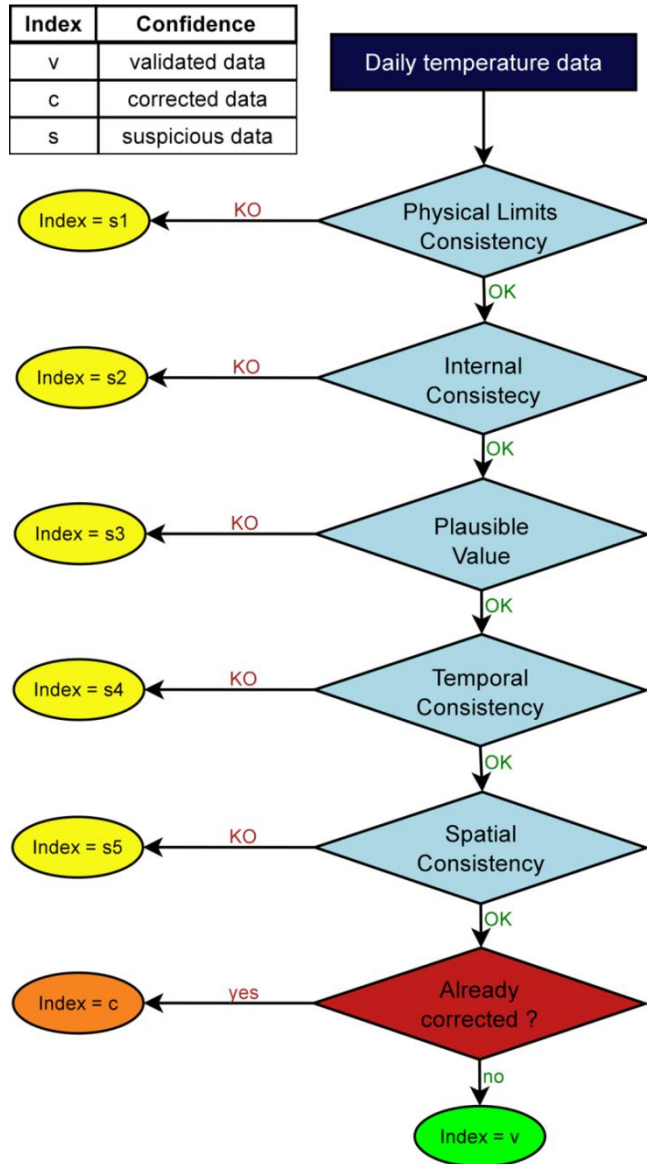 Index Confidence
v validated data
c corrected data
s suspicious data
Daily temperature data
Physical Limits
Consistency
KO
Index = s1
OK
Internal
Consistecy
KO
Index = s2
OK
Plausible
Value
KO
Index = s3
OK
Temporal
Consistency
KO
Index = s4
OK
Spatial
Consistency
KO
Index = s5
OK
Already
corrected ?
yes
Index = c
no
Index = v